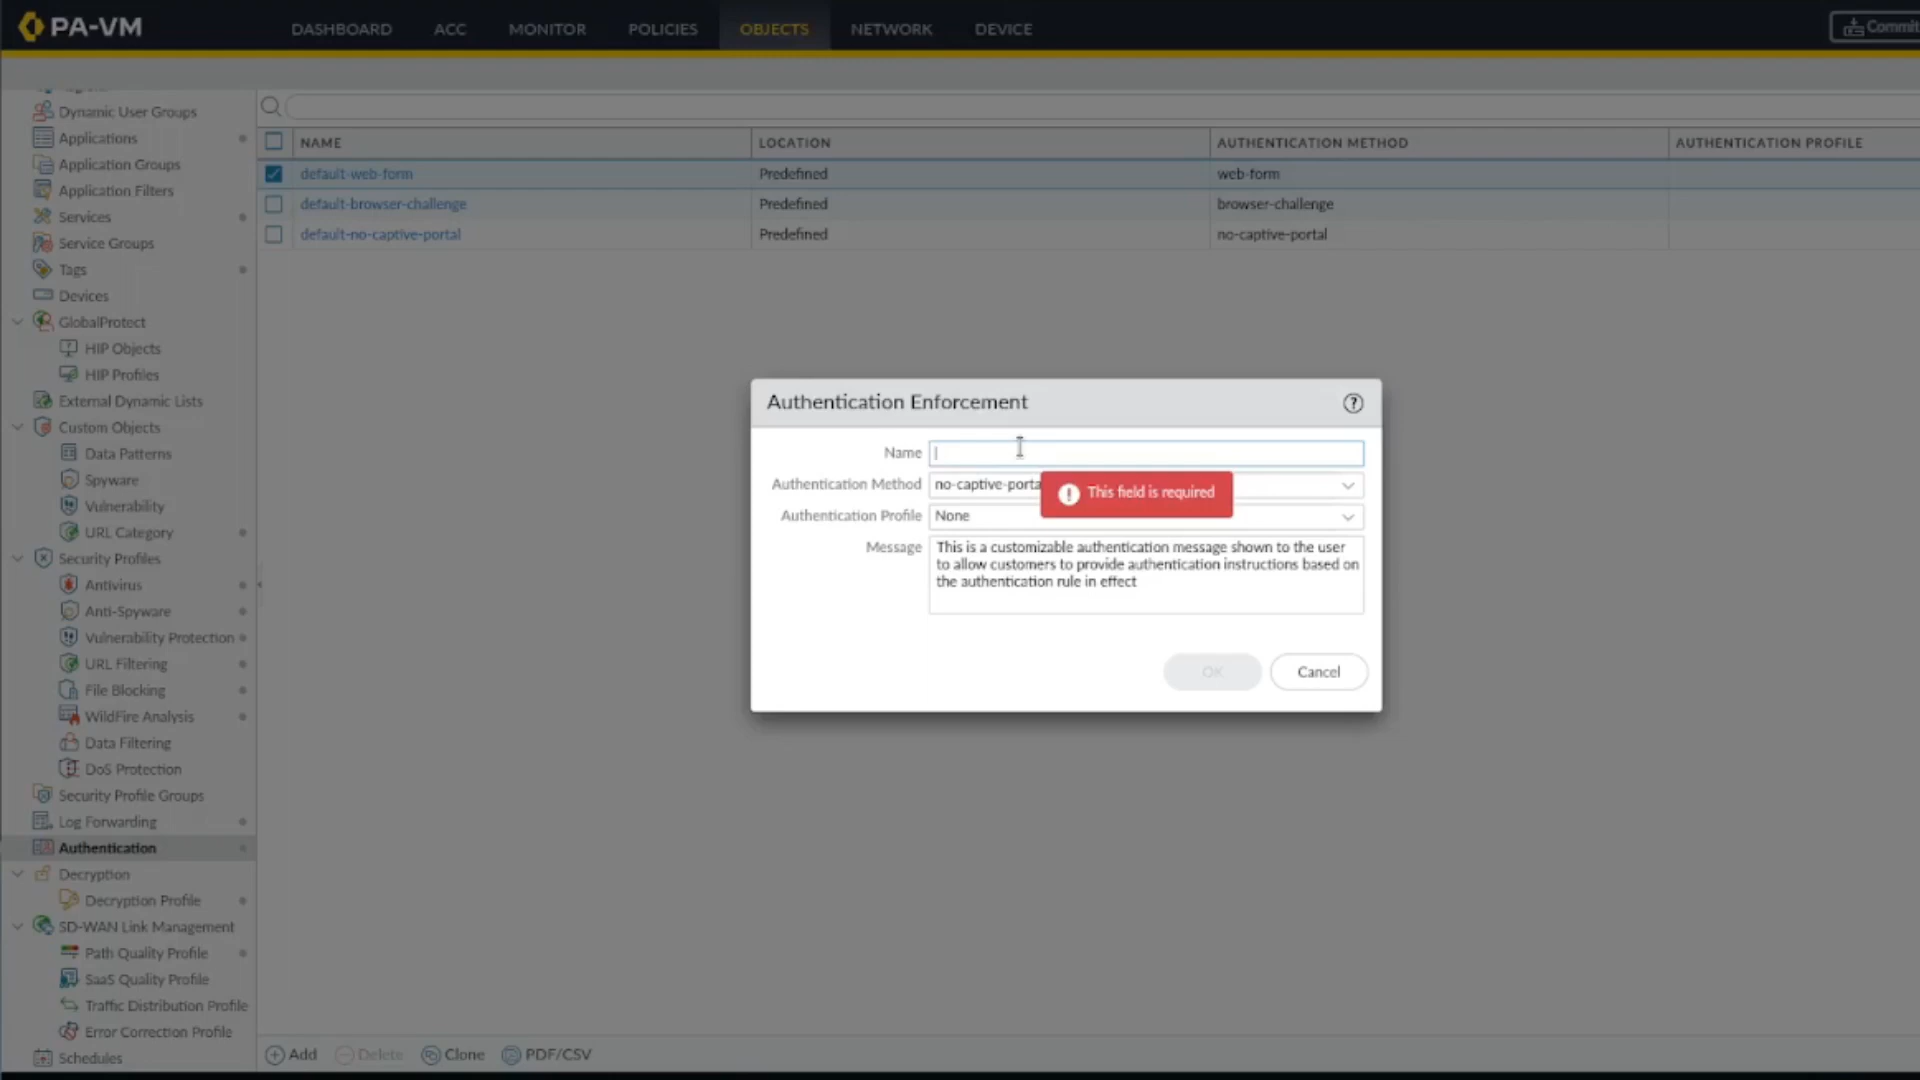 PA-VM
DASHBOARD ACC MONITOR POLICIES OBJECTS NETWORK DEVICE
Commit
Dynamic User Groups
Applications
Application Groups
Application Filters
Services
Service Groups
Tags
Devices
GlobalProtect
HIP Objects
HIP Profiles
External Dynamic Lists
Custom Objects
Data Patterns
Spyware
Vulnerability
URL Category
Security Profiles
Antivirus
Anti-Spyware
Vulnerability Protection
URL Filtering
File Blocking
WildFire Analysis
Data Filtering
DoS Protection
Security Profile Groups
Log Forwarding
Authentication
Decryption
Decryption Profile
SD-WAN Link Management
Path Quality Profile
SaaS Quality Profile
Traffic Distribution Profile
Error Correction Profile
Schedules
NAME LOCATION AUTHENTICATION METHOD AUTHENTICATION PROFILE
default-web-form Predefined web-form
default-browser-challenge Predefined browser-challenge
default-no-captive-portal Predefined no-captive-portal
Authentication Enforcement ?
Name
Authentication Method no-captive-porta
This field is required
Authentication Profile None
Message This is a customizable authentication message shown to the user
to allow customers to provide authentication instructions based on
the authentication rule in effect
OK Cancel
Add Delete Clone PDF/CSV